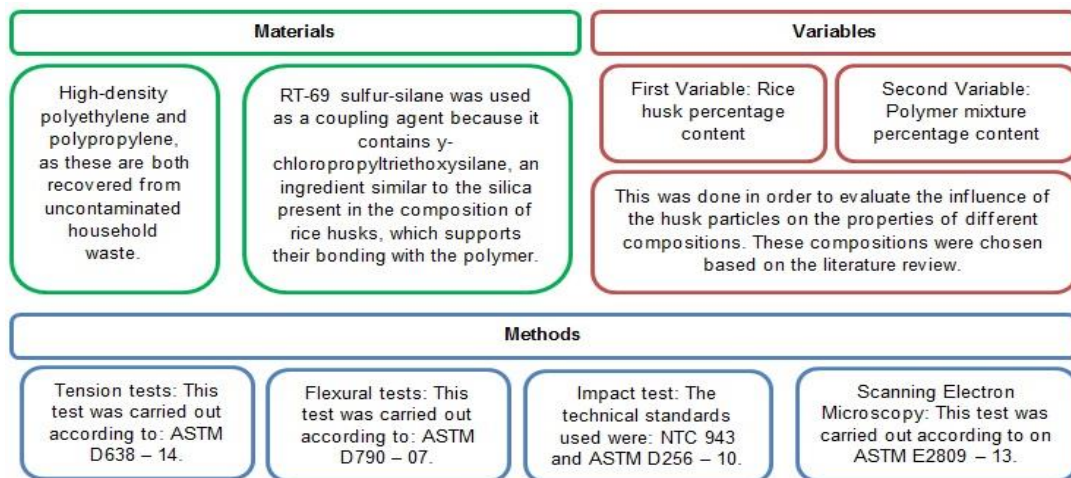 Materials
High-density
polyethylene and
polypropylene,
as these are both
recovered from
uncontaminated
household
waste.
RT-69 sulfur-silane was used
as a coupling agent because it
contains y-
chloropropyltriethoxysilane, an
ingredient similar to the silica
present in the composition of
rice husks, which supports
their bonding with the polymer.
Variables
First Variable: Rice
husk percentage
content
Second Variable:
Polymer mixture
percentage content
This was done in order to evaluate the influence of
the husk particles on the properties of different
compositions. These compositions were chosen
based on the literature review.
Methods
Tension tests: This
test was carried out
according to: ASTM
D638 – 14.
Flexural tests: This
test was carried out
according to: ASTM
D790 – 07.
Impact test: The
technical standards
used were: NTC 943
and ASTM D256 – 10.
Scanning Electron
Microscopy: This test was
carried out according to on
ASTM E2809 – 13.